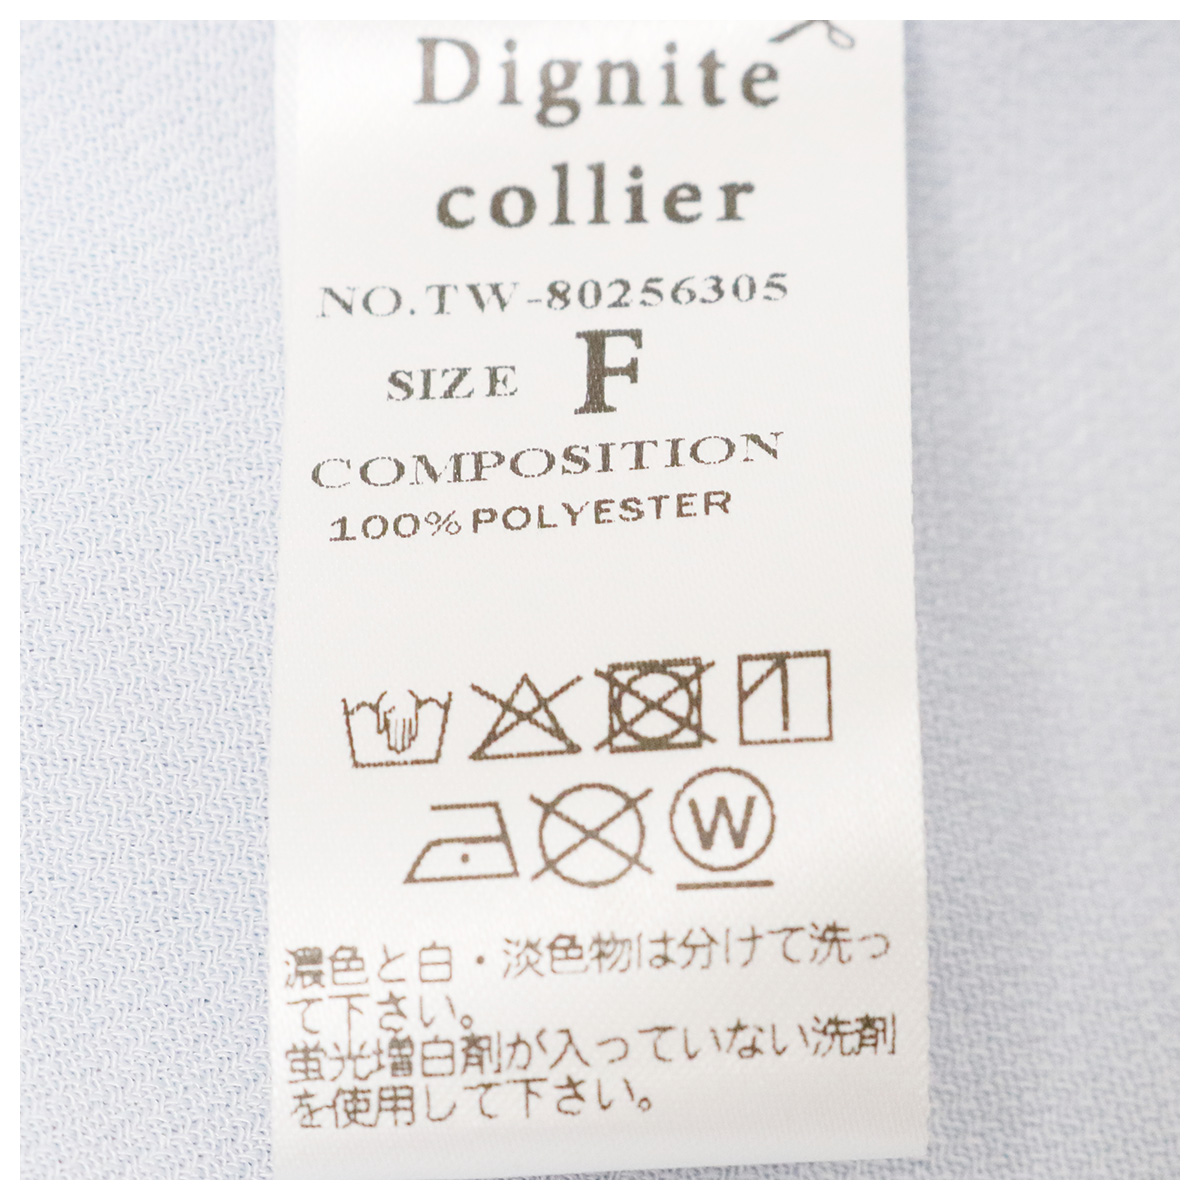 Dignite
collier
NO.TW-80256305
SIZE F
COMPOSITION
100%POLYESTER
W
濃色と白・淡色物は分けて洗っ
て下さい。
蛍光増白剤が入っていない洗剤
を使用して下さい。